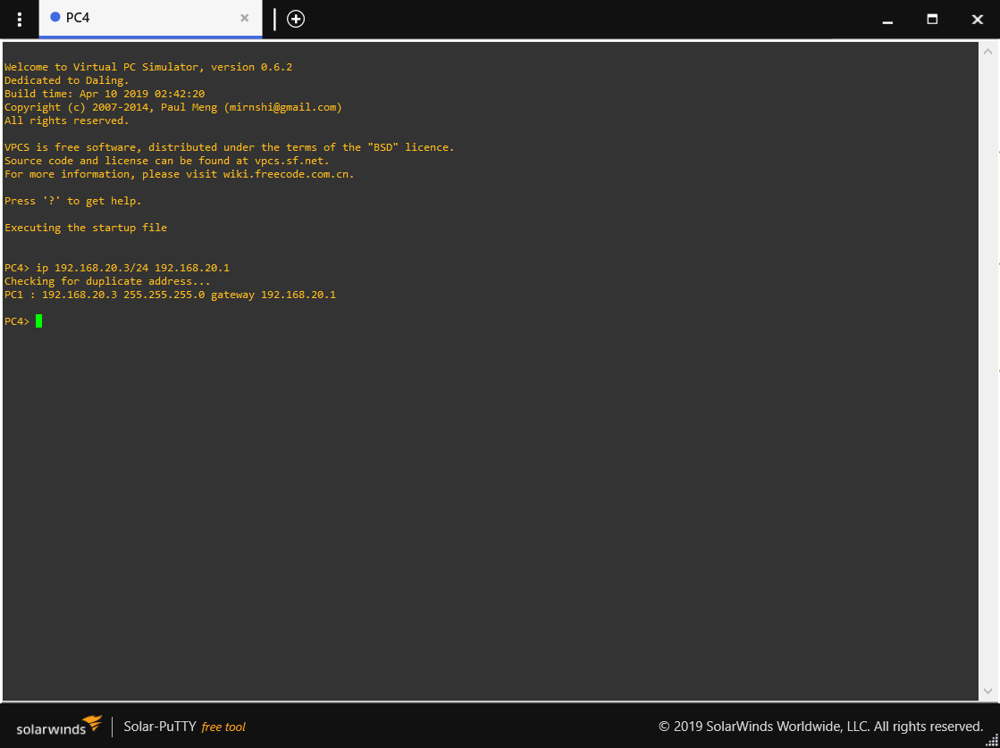 PC4
Welcome to Virtual PC Simulator, version 0.6.2
Dedicated to Daling.
Build time: Apr 10 2019 02:42:20
Copyright (c) 2007-2014, Paul Meng (mirnshi@gmail.com)
All rights reserved.
VPCS is free software, distributed under the terms of the "BSD" licence.
Source code and license can be found at vpcs.sf.net.
For more information, please visit wiki.freecode.com.cn.
Press '?' to get help.
Executing the startup file
PC4> ip 192.168.20.3/24 192.168.20.1
Checking for duplicate address...
PC1 : 192.168.20.3 255.255.255.0 gateway 192.168.20.1
PC4>
solarwinds Solar-PuTTY free tool © 2019 SolarWinds Worldwide, LLC. All rights reserved.